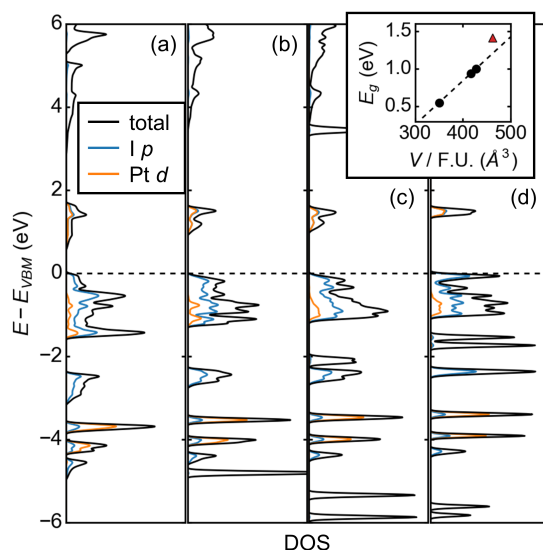 6
4
2
0
−2
−4
−6
E − E_VBM (eV)
DOS
(a)
(b)
(c)
(d)
total
I p
Pt d
1.5
1.0
0.5
E_g (eV)
300
400
500
V / F.U. (Å³)